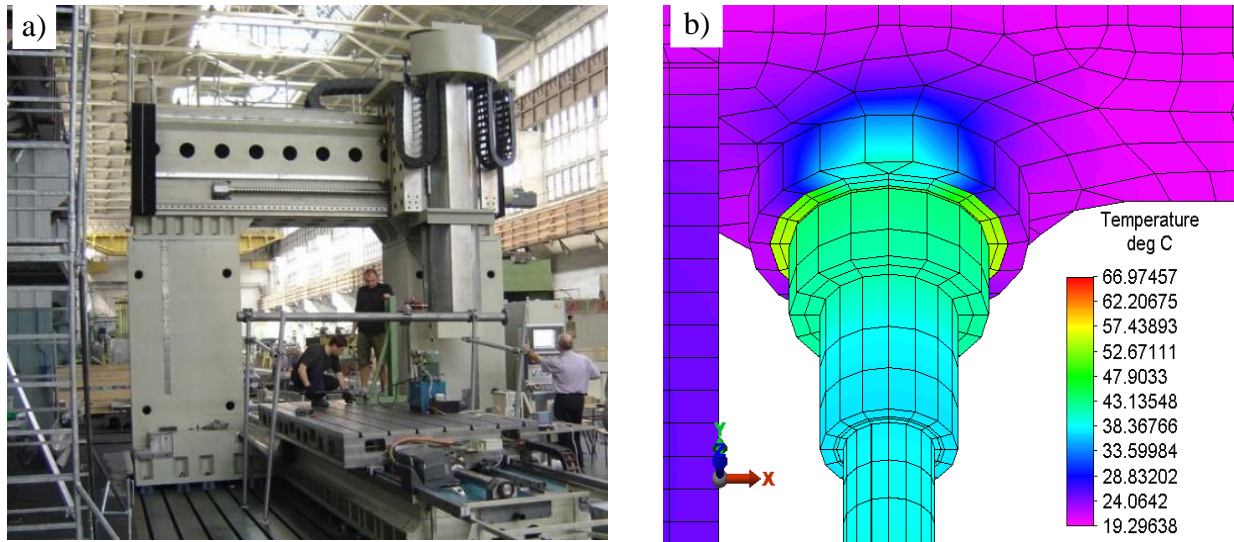 a)
b)
Temperature
deg C
66.97457
62.20675
57.43893
52.67111
47.9033
43.13548
38.36766
33.59984
28.83202
24.0642
19.29638
Y
X